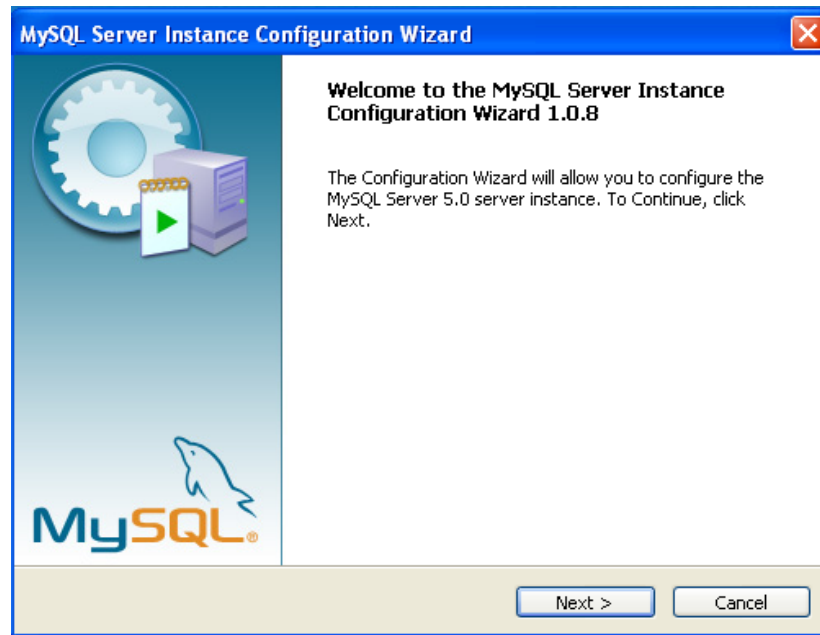 MySQL Server Instance Configuration Wizard
Welcome to the MySQL Server Instance
Configuration Wizard 1.0.8
The Configuration Wizard will allow you to configure the
MySQL Server 5.0 server instance. To Continue, click
Next.
MySQL®
Next >
Cancel